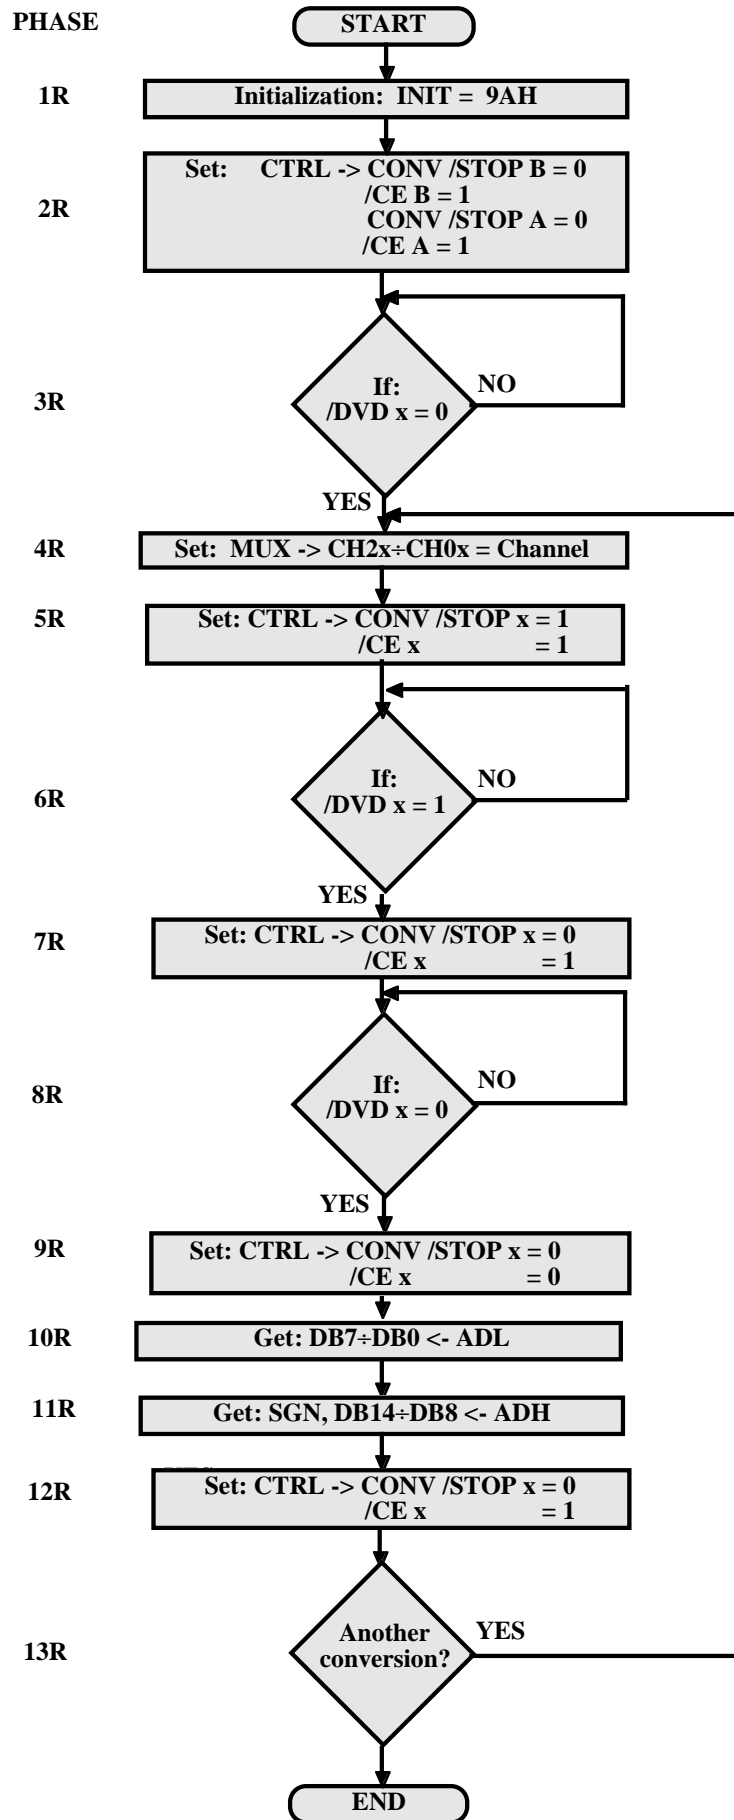 PHASE
START
1R
Initialization: INIT = 9AH
2R
Set: CTRL -> CONV /STOP B = 0
/CE B = 1
CONV /STOP A = 0
/CE A = 1
3R
If:
/DVD x = 0
NO
YES
4R
Set: MUX -> CH2x÷CH0x = Channel
5R
Set: CTRL -> CONV /STOP x = 1
/CE x = 1
6R
If:
/DVD x = 1
NO
YES
7R
Set: CTRL -> CONV /STOP x = 0
/CE x = 1
8R
If:
/DVD x = 0
NO
YES
9R
Set: CTRL -> CONV /STOP x = 0
/CE x = 0
10R
Get: DB7÷DB0 <- ADL
11R
Get: SGN, DB14÷DB8 <- ADH
12R
Set: CTRL -> CONV /STOP x = 0
/CE x = 1
13R
Another
conversion?
YES
END